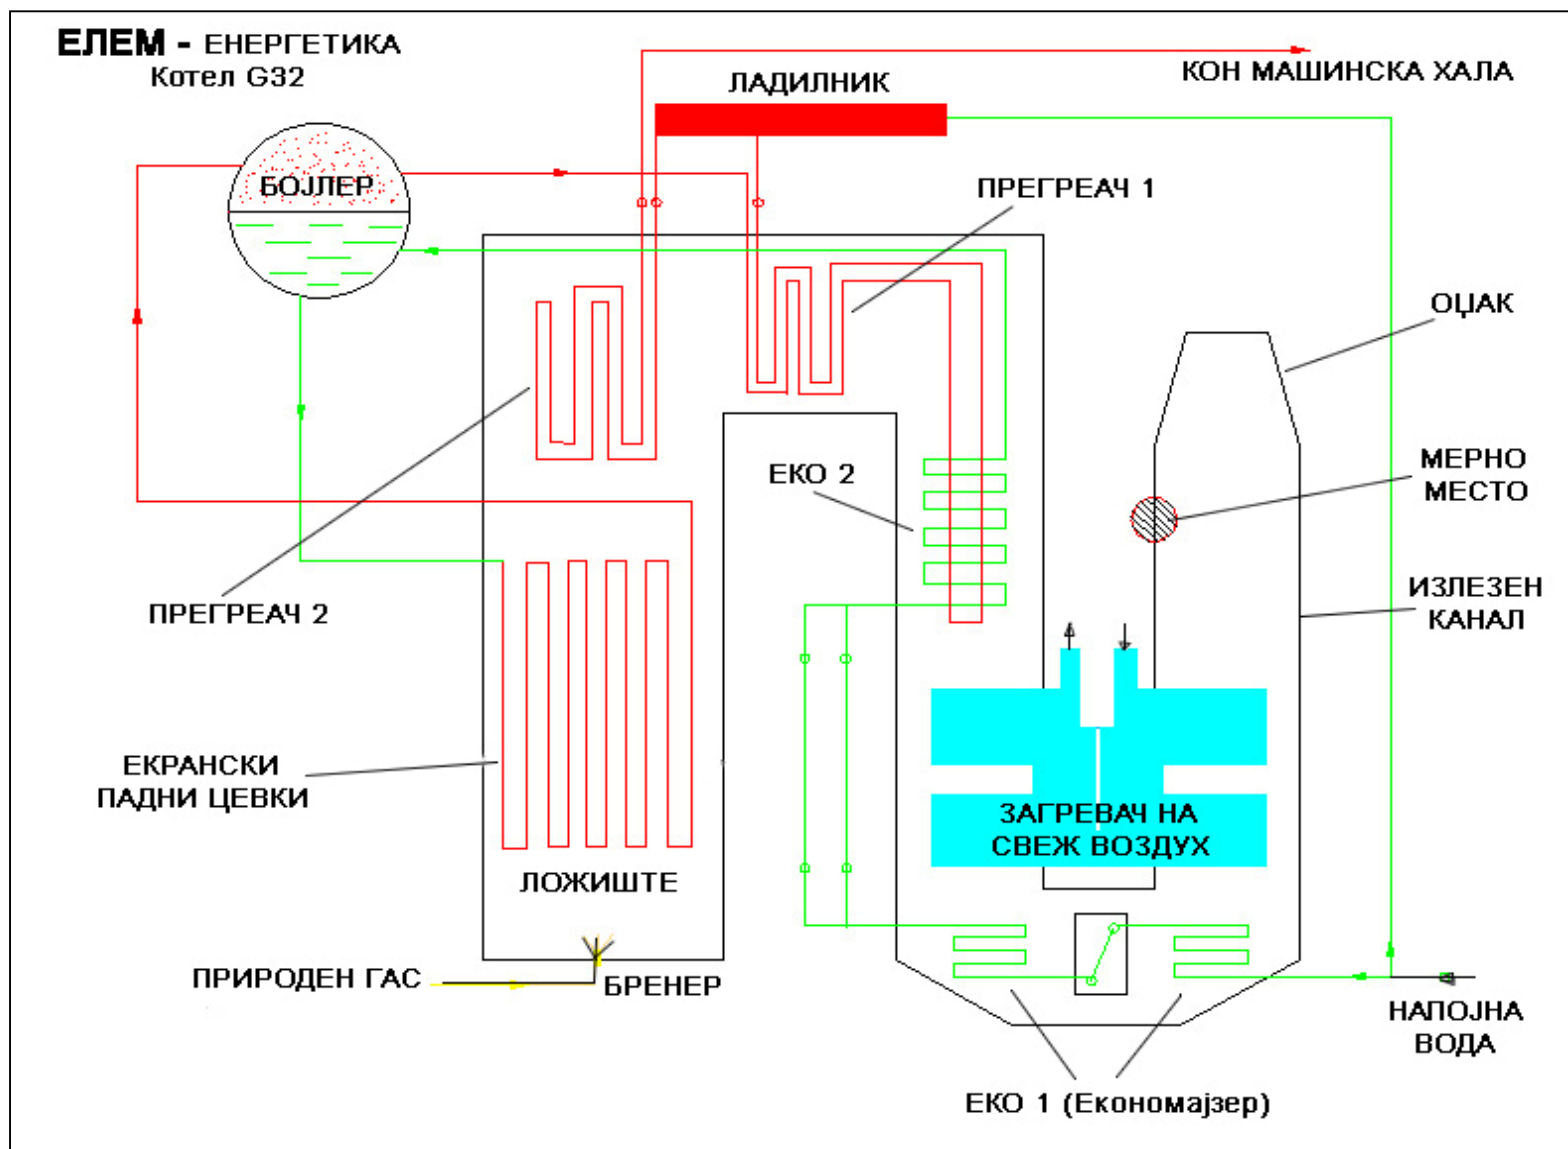 ЕЛЕМ - ЕНЕРГЕТИКА
Котел G32
КОН МАШИНСКА ХАЛА
ЛАДИЛНИК
БОЈЛЕР
ПРЕГРЕАЧ 1
ОЏАК
ЕКО 2
МЕРНО
МЕСТО
ПРЕГРЕАЧ 2
ИЗЛЕЗЕН
КАНАЛ
ЕКРАНСКИ
ПАДНИ ЦЕВКИ
ЗАГРЕВАЧ НА
СВЕЖ ВОЗДУХ
ЛОЖИШТЕ
ПРИРОДЕН ГАС
БРЕНЕР
НАПОЈНА
ВОДА
ЕКО 1 (Економајзер)